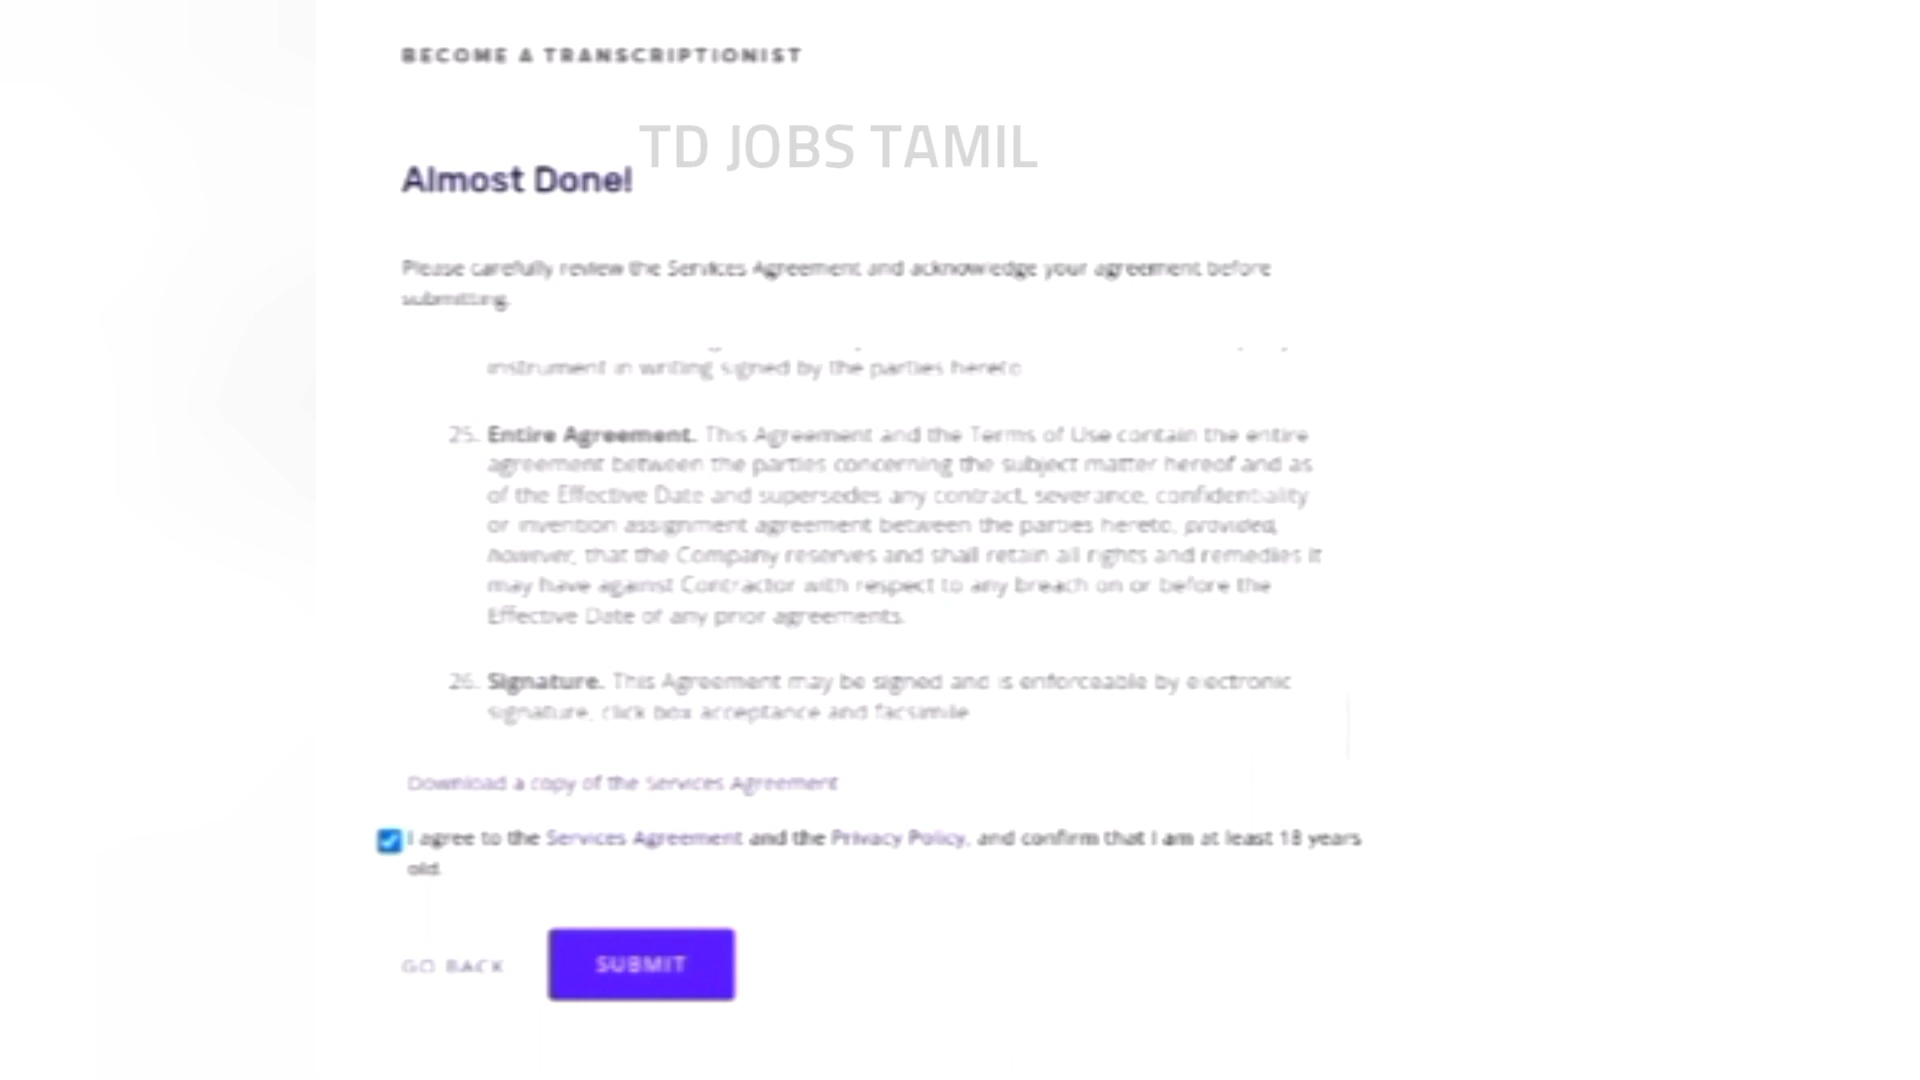 BECOME A TRANSCRIPTIONIST
TD JOBS TAMIL
Almost Done!
Please carefully review the Services Agreement and acknowledge your agreement before
submitting.
instrument in writing signed by the parties hereto
25. Entire Agreement. This Agreement and the Terms of Use contain the entire
agreement between the parties concerning the subject matter hereof and as
of the Effective Date and supersedes any contract, severance, confidentiality
or invention assignment agreement between the parties hereto, provided,
however, that the Company reserves and shall retain all rights and remedies it
may have against Contractor with respect to any breach on or before the
Effective Date of any prior agreements.
26. Signature. This Agreement may be signed and is enforceable by electronic
signature, click box acceptance and facsimile
Download a copy of the Services Agreement
I agree to the Services Agreement and the Privacy Policy, and confirm that I am at least 18 years
old.
GO BACK SUBMIT